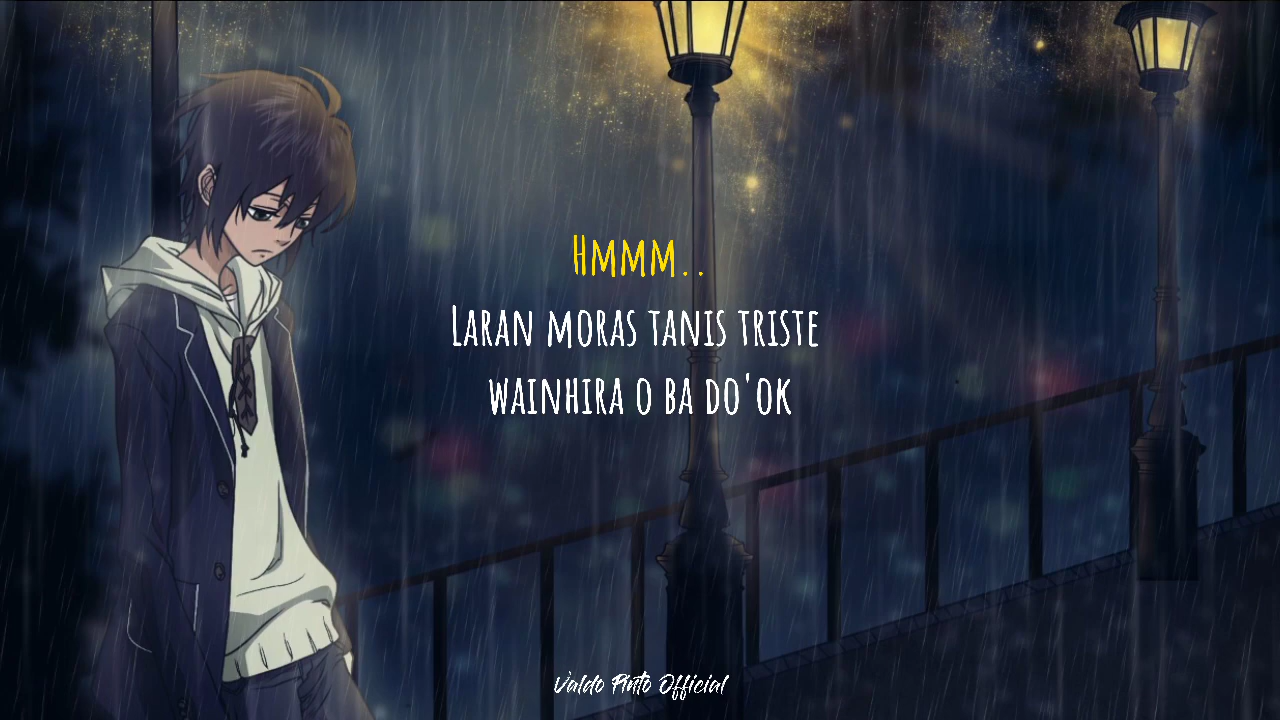 Hmmm..
Laran moras tanis triste
wainhira o ba do'ok
Valdo Pinto Official